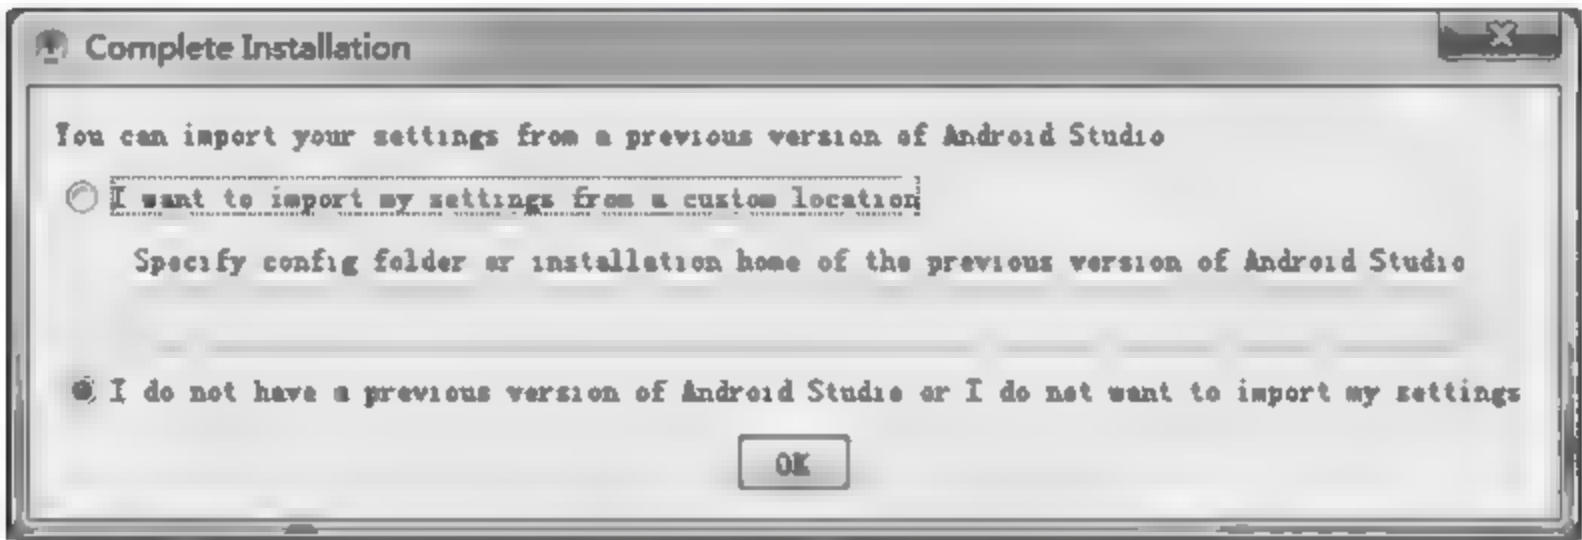 Complete Installation
You can import your settings from a previous version of Android Studio
I want to import my settings from a custom location
Specify config folder or installation home of the previous version of Android Studio
I do not have a previous version of Android Studio or I do not want to import my settings
OK